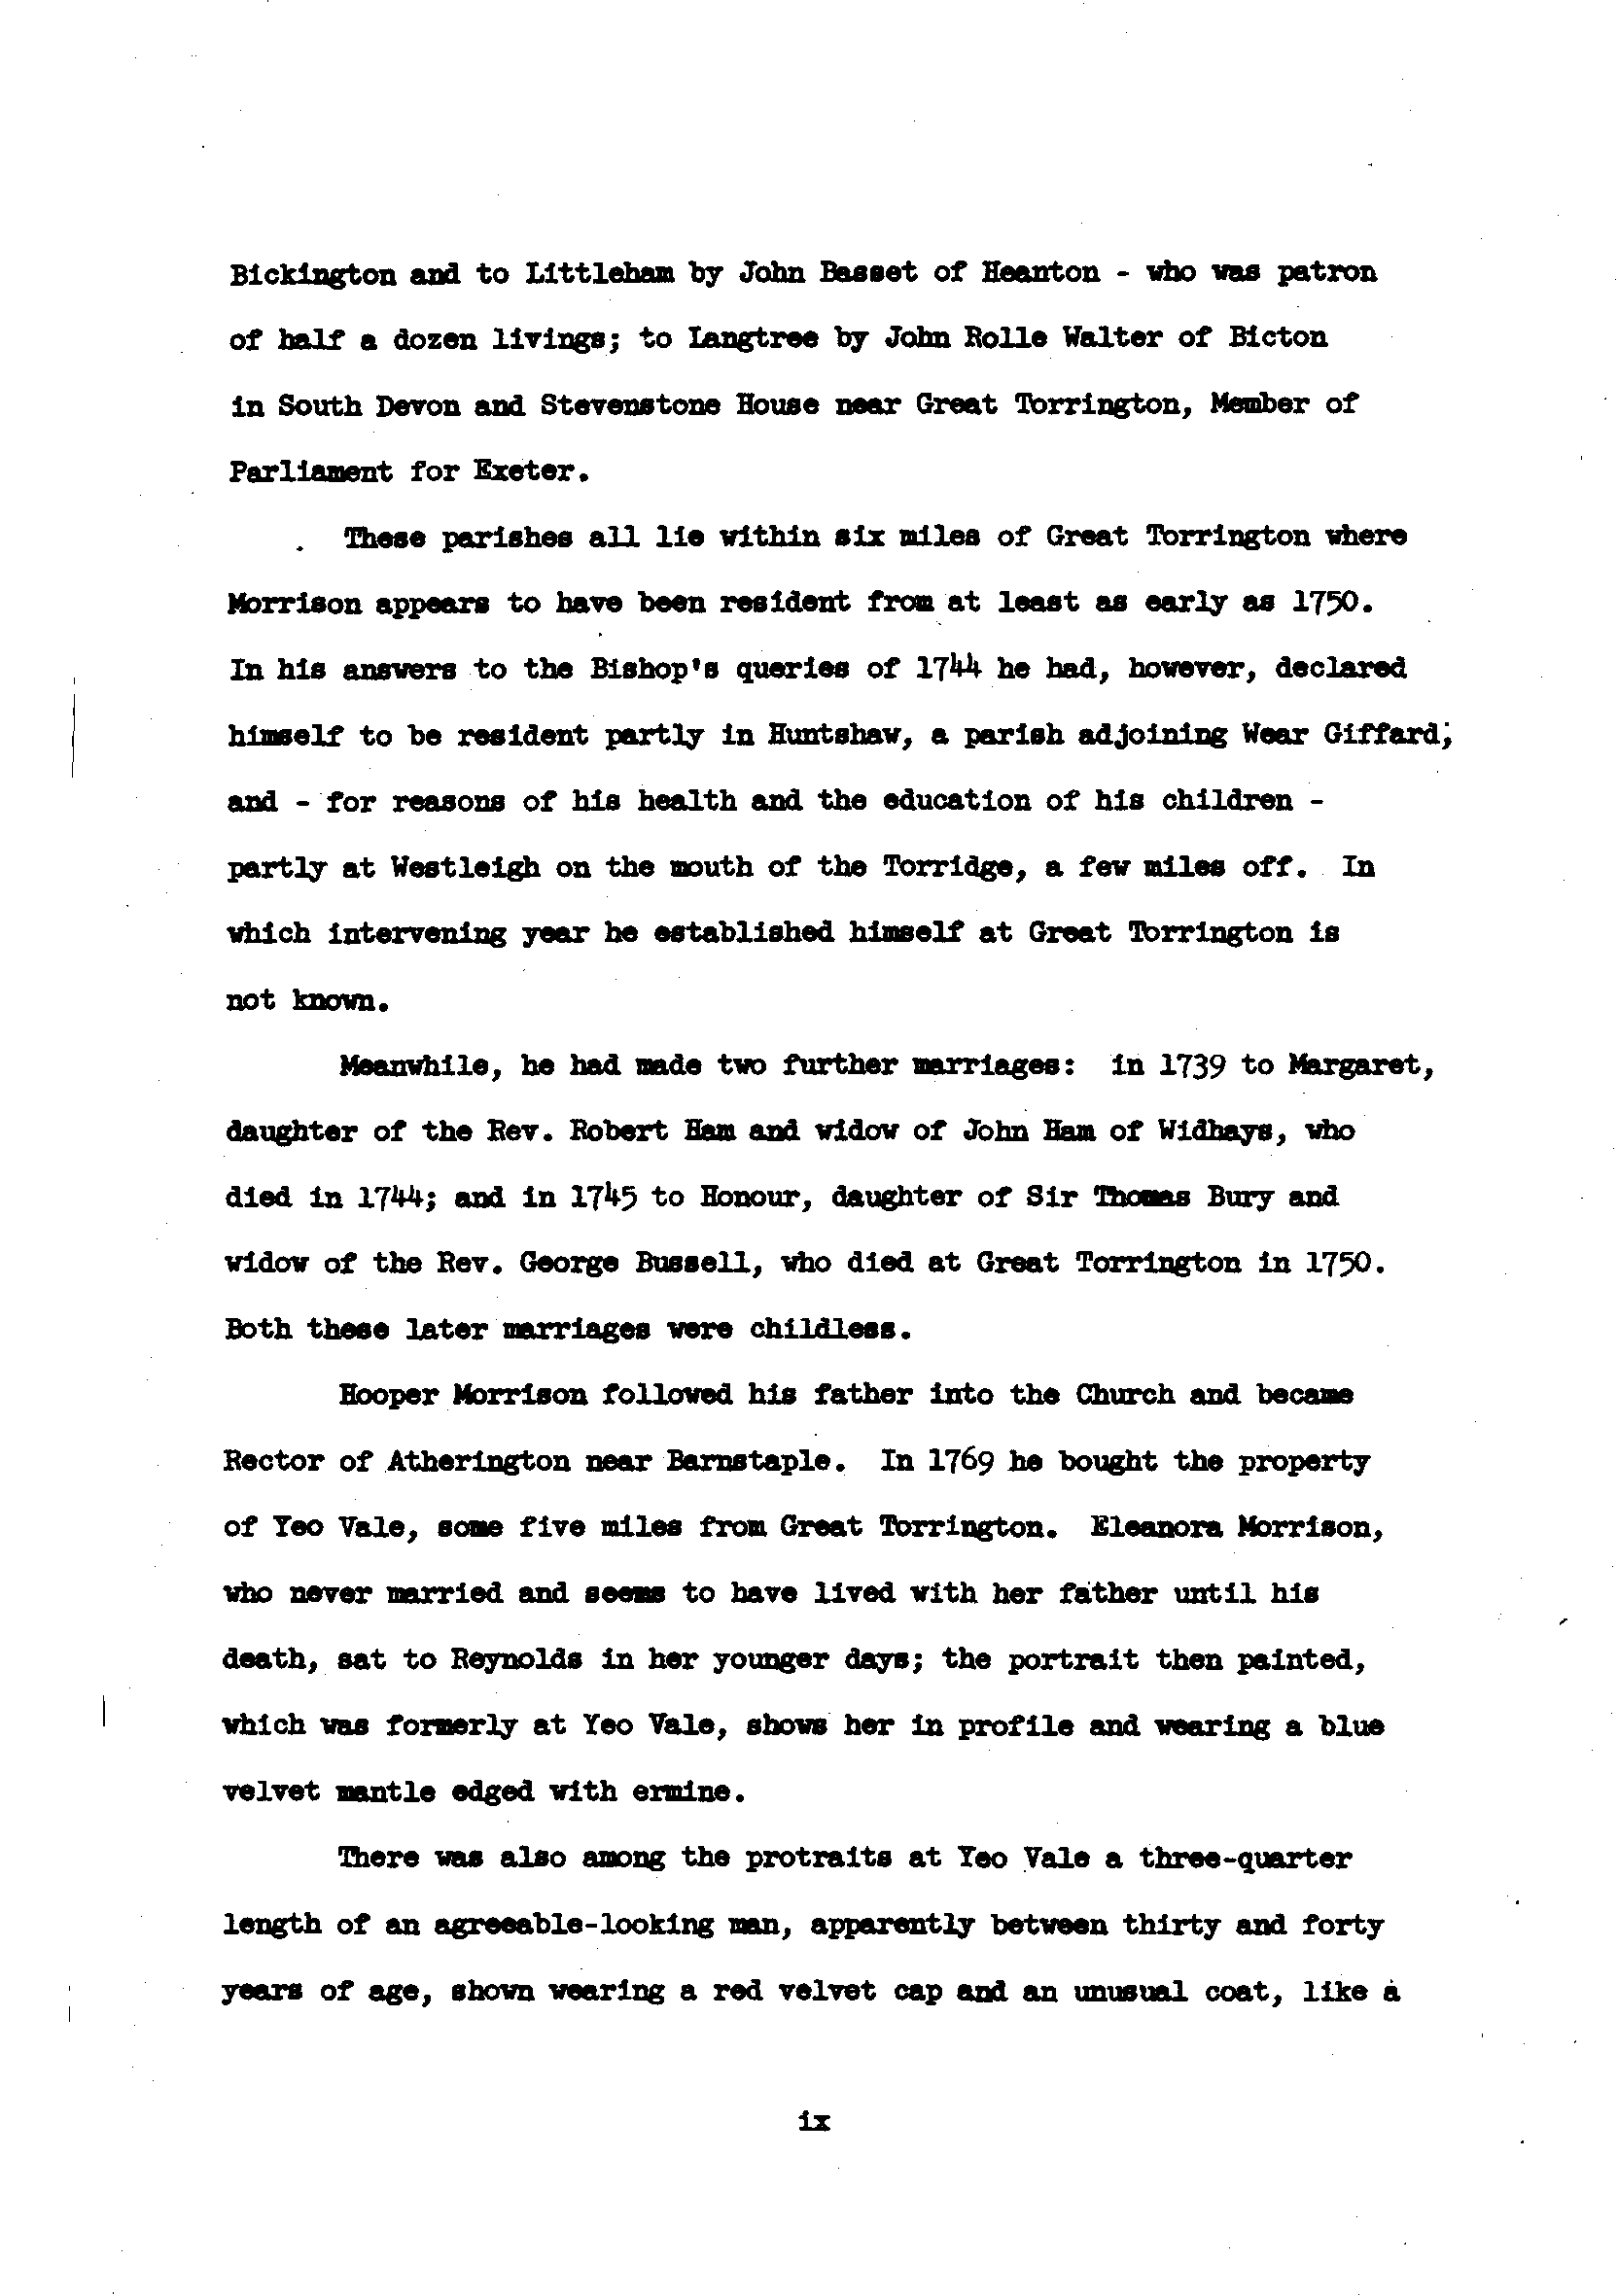 Bickington and to Littleham by John Basset of Heanton - who was patron
of half a dozen livings; to Langtree by John Rolle Walter of Bicton
in South Devon and Stevenstone House near Great Torrington, Member of
Parliament for Exeter.
These parishes all lie within six miles of Great Torrington where
Morrison appears to have been resident from at least as early as 1750.
In his answers to the Bishop's queries of 1744 he had, however, declared
himself to be resident partly in Huntshaw, a parish adjoining Wear Giffard;
and - for reasons of his health and the education of his children -
partly at Westleigh on the mouth of the Torridge, a few miles off. In
which intervening year he established himself at Great Torrington is
not known.
Meanwhile, he had made two further marriages: in 1739 to Margaret,
daughter of the Rev. Robert Ham and widow of John Ham of Widhays, who
died in 1744; and in 1745 to Honour, daughter of Sir Thomas Bury and
widow of the Rev. George Bussell, who died at Great Torrington in 1750.
Both these later marriages were childless.
Hooper Morrison followed his father into the Church and became
Rector of Atherington near Barnstaple. In 1769 he bought the property
of Yeo Vale, some five miles from Great Torrington. Eleanora Morrison,
who never married and seems to have lived with her father until his
death, sat to Reynolds in her younger days; the portrait then painted,
which was formerly at Yeo Vale, shows her in profile and wearing a blue
velvet mantle edged with ermine.
There was also among the protraits at Yeo Vale a three-quarter
length of an agreeable-looking man, apparently between thirty and forty
years of age, shown wearing a red velvet cap and an unusual coat, like a
ix